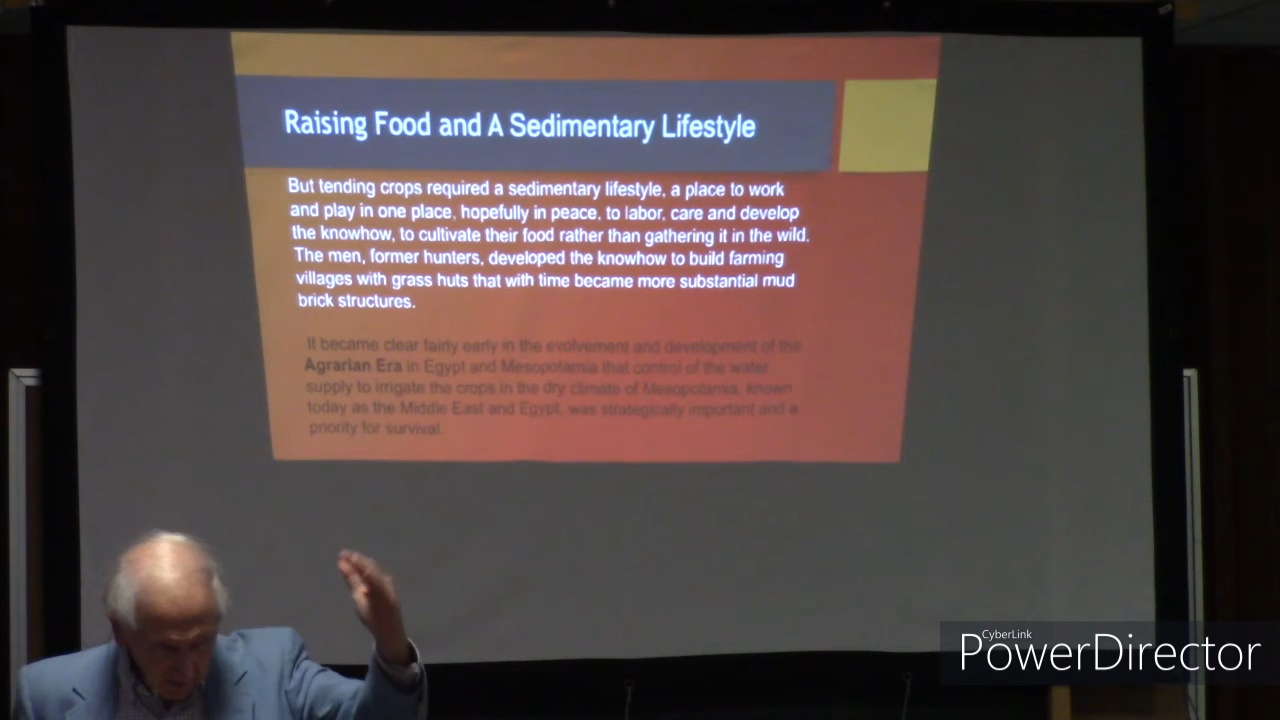 Raising Food and A Sedimentary Lifestyle
But tending crops required a sedimentary lifestyle, a place to work
and play in one place, hopefully in peace. to labor, care and develop
the knowhow, to cultivate their food rather than gathering it in the wild.
The men, former hunters, developed the knowhow to build farming
villages with grass huts that with time became more substantial mud
brick structures.
It became clear fairly early in the evolvement and development of the
Agrarian Era in Egypt and Mesopotamia that control of the water
supply to irrigate the crops in the dry climate of Mesopotamia, known
today as the Middle East and Egypt, was strategically important and a
priority for survival.
CyberLink
PowerDirector